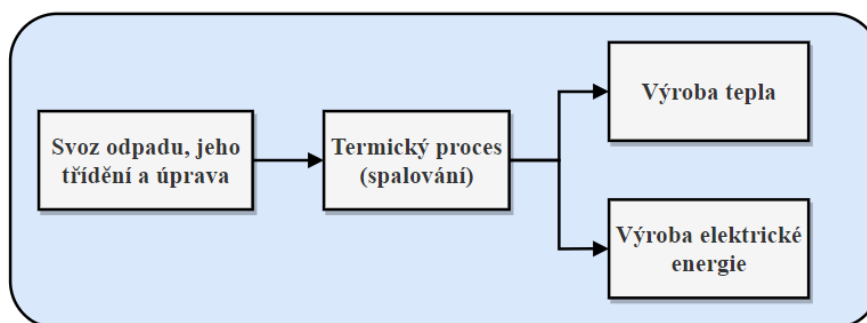 Svoz odpadu, jeho
třídění a úprava
Termický proces
(spalování)
Výroba tepla
Výroba elektrické
energie